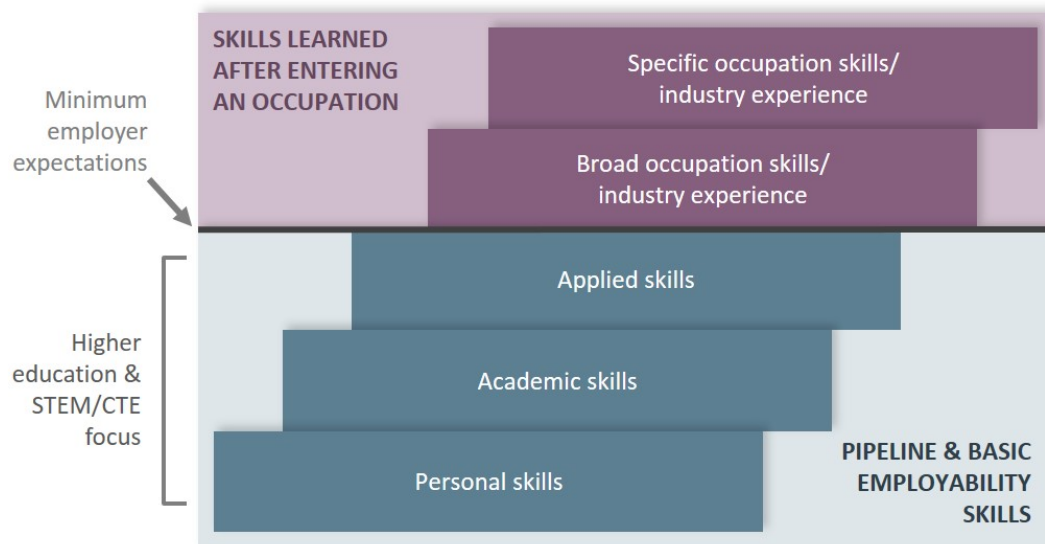 SKILLS LEARNED
AFTER ENTERING
AN OCCUPATION
Specific occupation skills/
industry experience
Minimum
employer
expectations
Broad occupation skills/
industry experience
Applied skills
Higher
education &
STEM/CTE
focus
Academic skills
Personal skills
PIPELINE & BASIC
EMPLOYABILITY
SKILLS